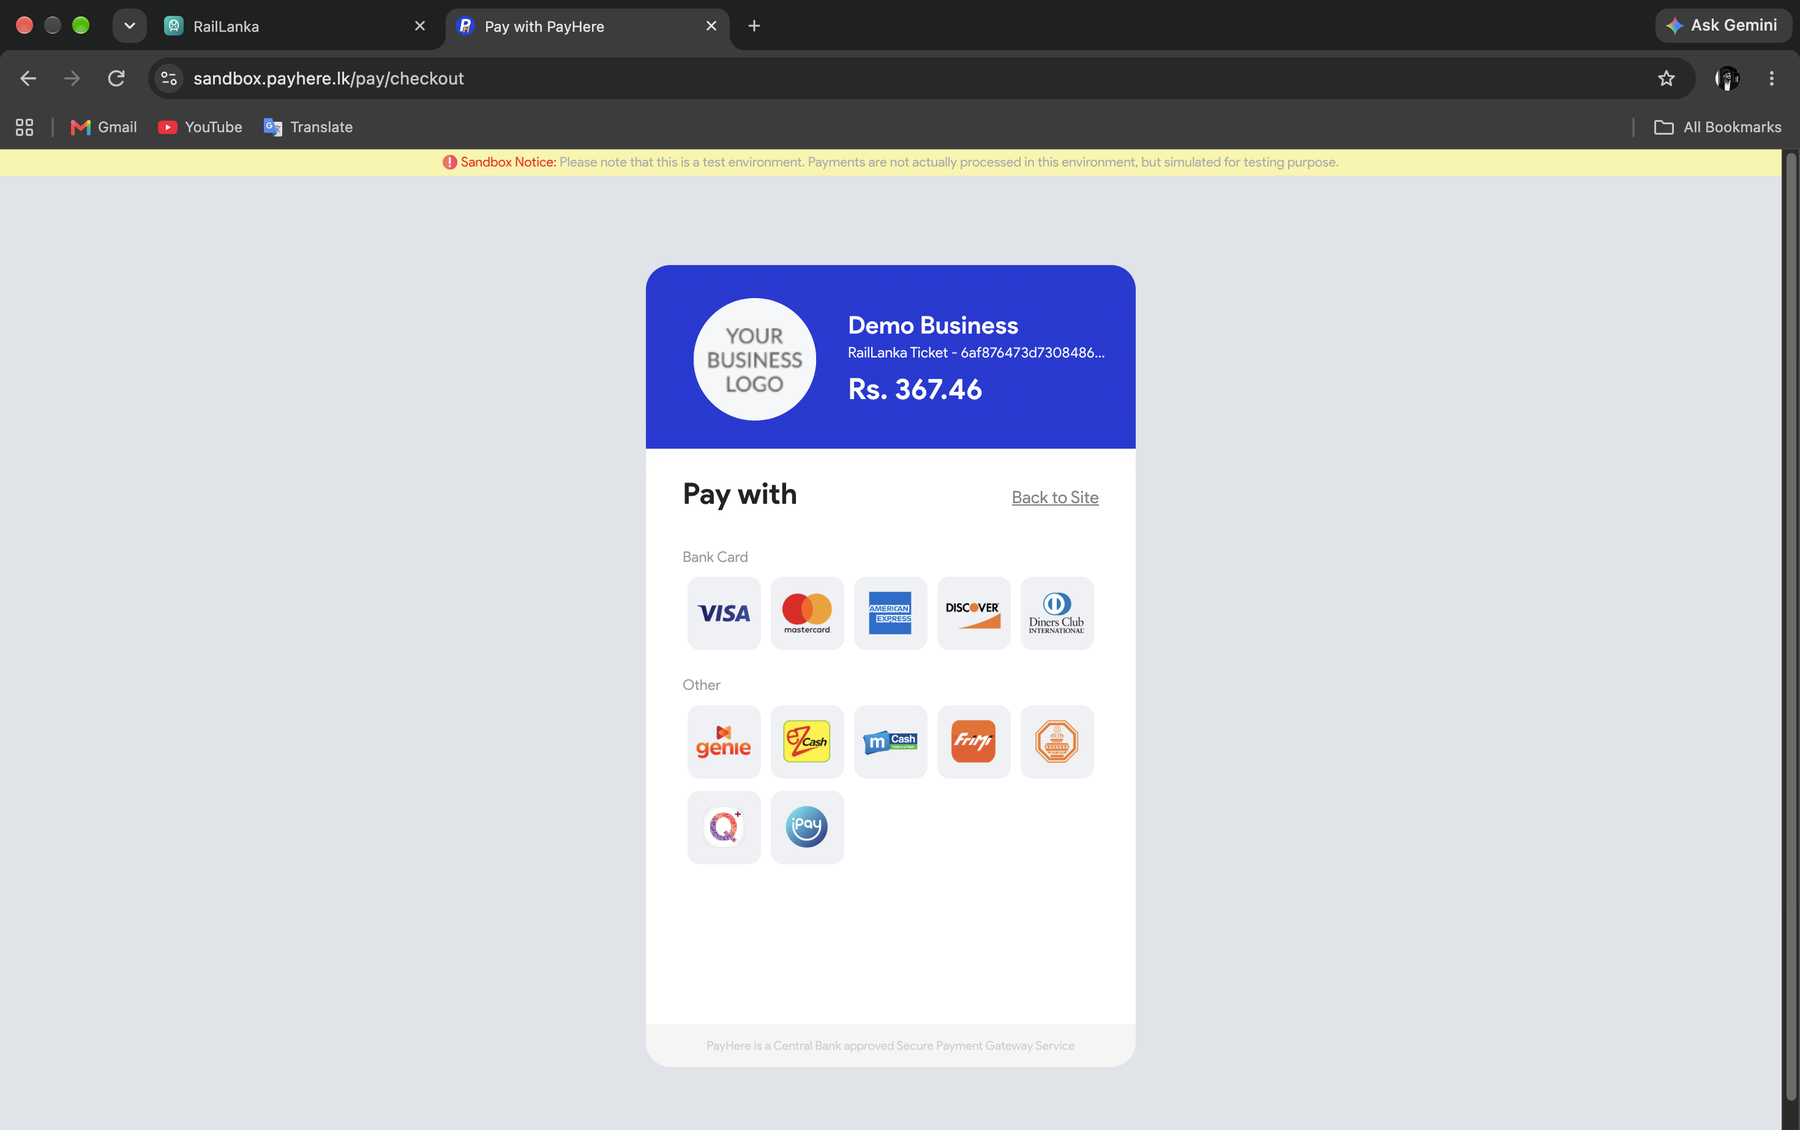 RailLanka
Pay with PayHere
Ask Gemini
sandbox.payhere.lk/pay/checkout
Gmail
YouTube
Translate
All Bookmarks
Sandbox Notice: Please note that this is a test environment. Payments are not actually processed in this environment, but simulated for testing purpose.
YOUR
BUSINESS
LOGO
Demo Business
RailLanka Ticket - 6af876473d7308486...
Rs. 367.46
Pay with
Back to Site
Bank Card
VISA
mastercard.
AMERICAN
EXPRESS
DISCOVER
Diners Club
INTERNATIONAL
Other
genie
eZ Cash
m Cash
FriMi
Q+
iPay
PayHere is a Central Bank approved Secure Payment Gateway Service